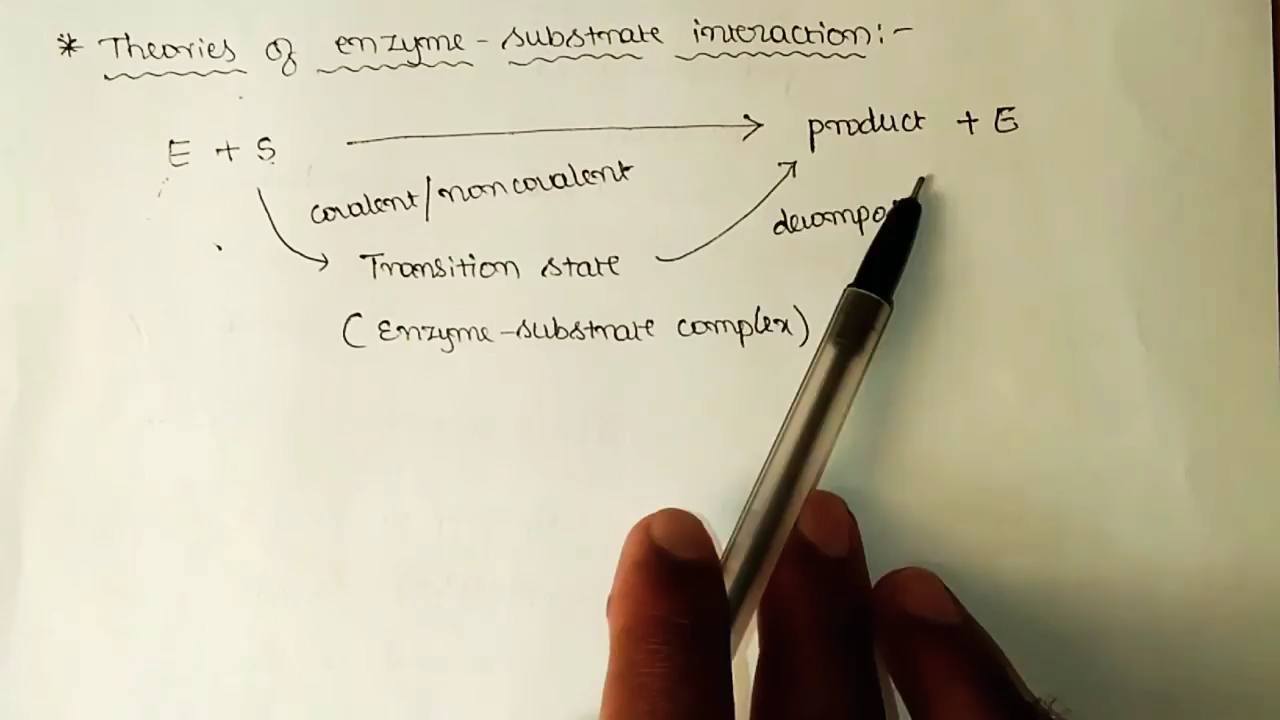 * Theories of enzyme-substrate interaction:-
E + S → product + E
covalent/noncovalent
Transition state
(Enzyme-substrate complex)